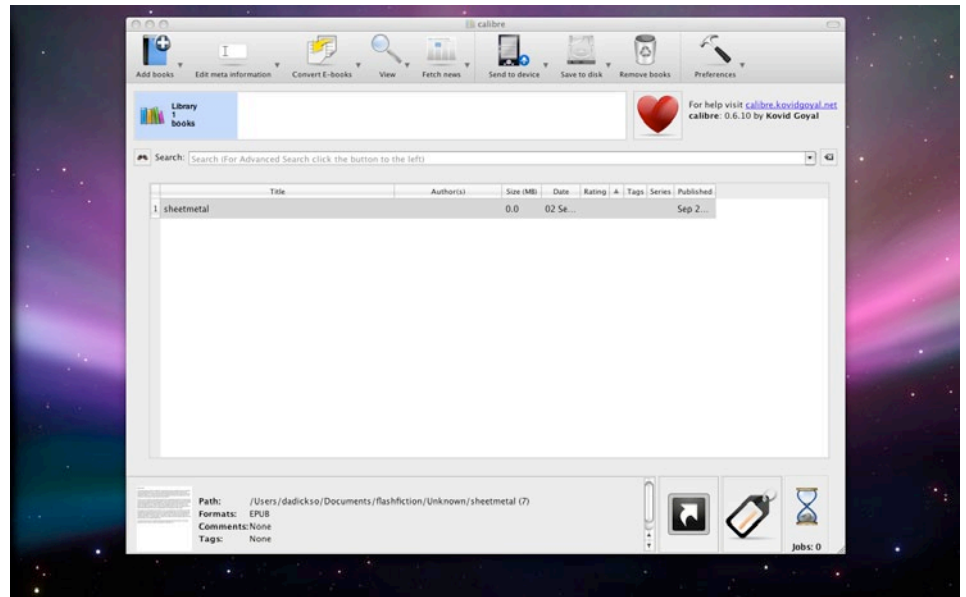 calibre
Add books Edit meta information Convert E-books View Fetch news Send to device Save to disk Remove books Preferences
Library
1
books
For help visit calibre.kovidgoyal.net
calibre: 0.6.10 by Kovid Goyal
Search: Search (For Advanced Search click the button to the left)
Title Author(s) Size (MB) Date Rating Tags Series Published
1 sheetmetal 0.0 02 Se... Sep 2...
Path: /Users/dadickso/Documents/flashfiction/Unknown/sheetmetal (7)
Formats: EPUB
Comments: None
Tags: None
Jobs: 0